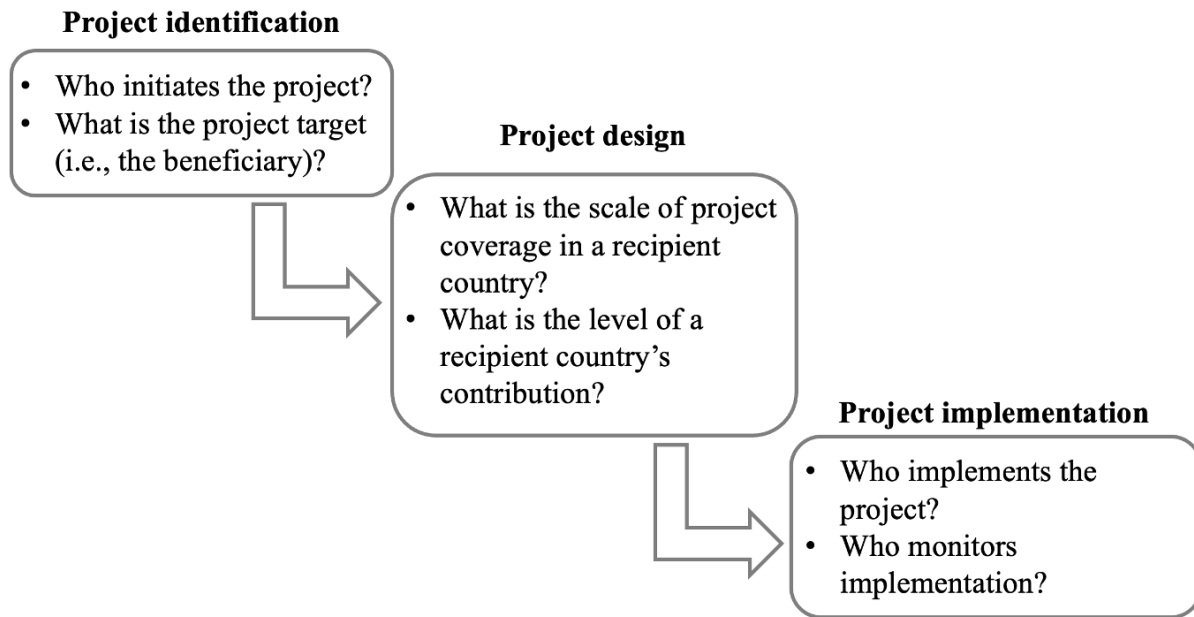 Project identification
• Who initiates the project?
• What is the project target
(i.e., the beneficiary)?
Project design
• What is the scale of project
coverage in a recipient
country?
• What is the level of a
recipient country’s
contribution?
Project implementation
• Who implements the
project?
• Who monitors
implementation?